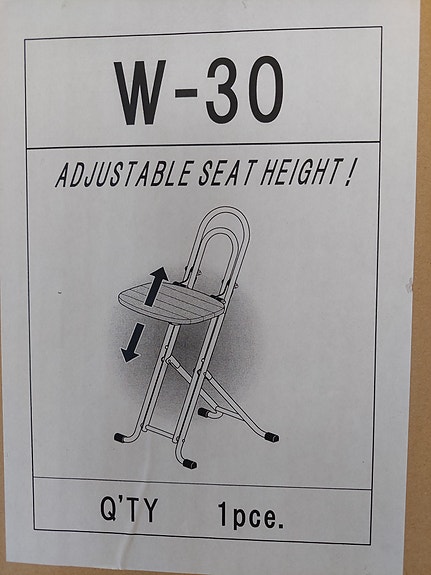 W-30
ADJUSTABLE SEAT HEIGHT!
Q'TY 1pce.